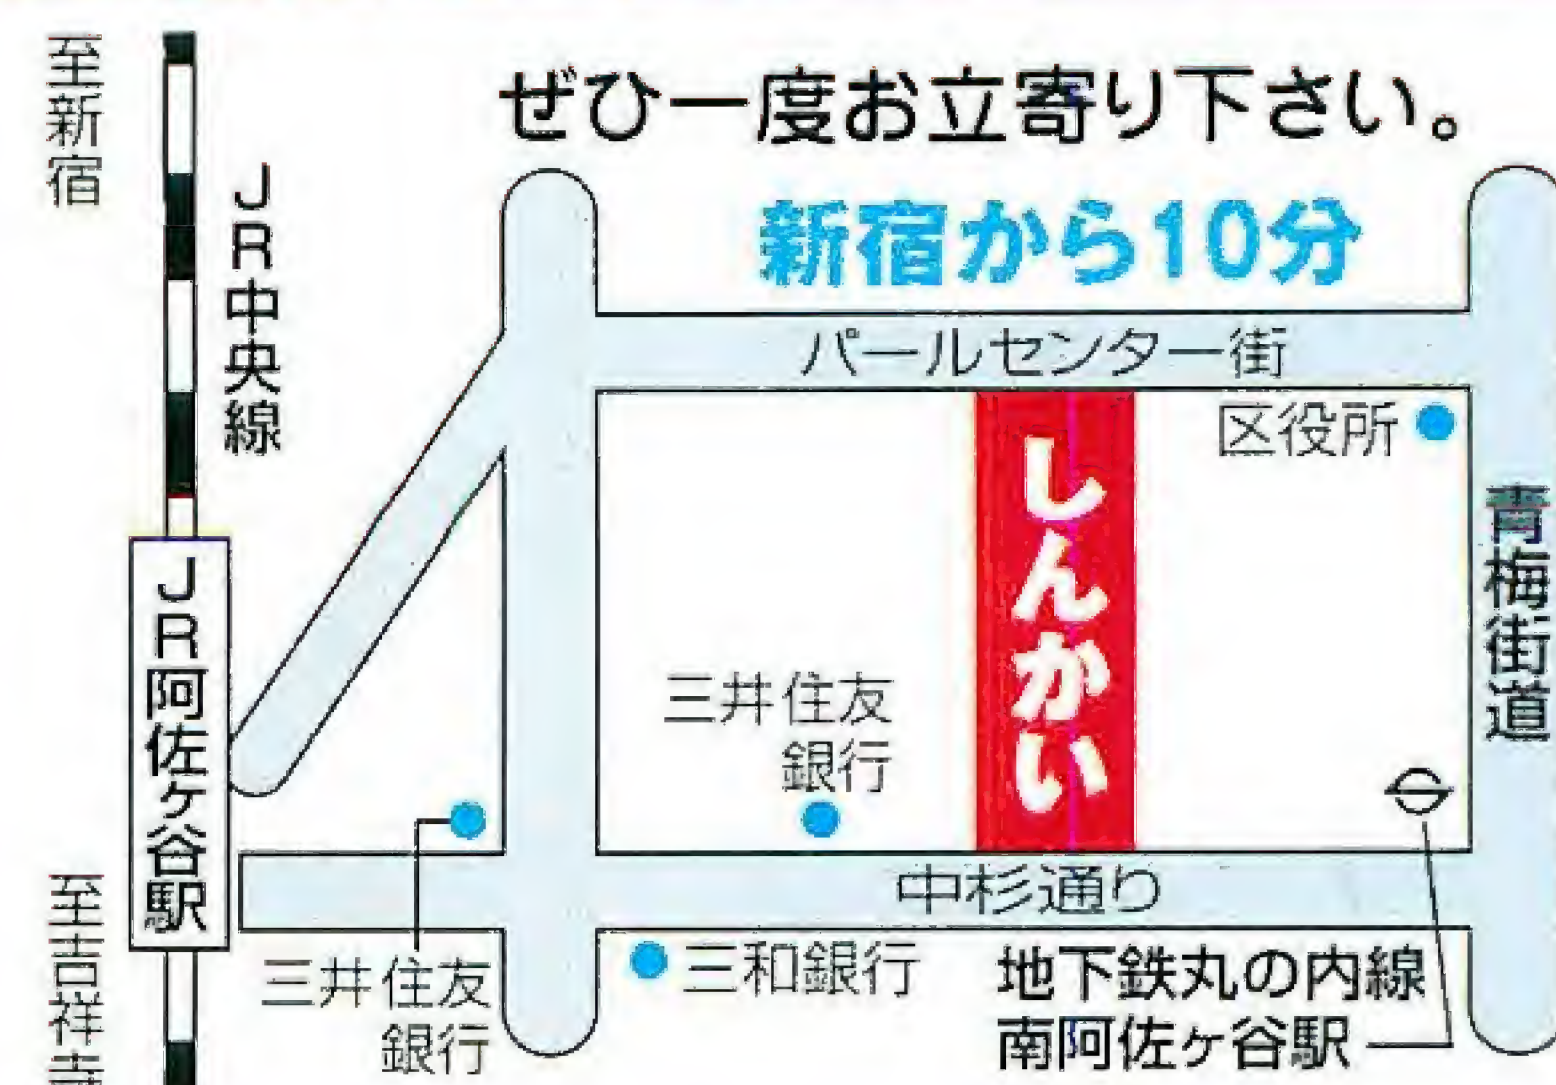 至新宿
ぜひ一度お立寄り下さい。
JR中央線
新宿から10分
パールセンター街
区役所
しんかい
青梅街道
JR阿佐ヶ谷駅
三井住友
銀行
中杉通り
至吉祥寺
三井住友
銀行
三和銀行
地下鉄丸の内線
南阿佐ヶ谷駅